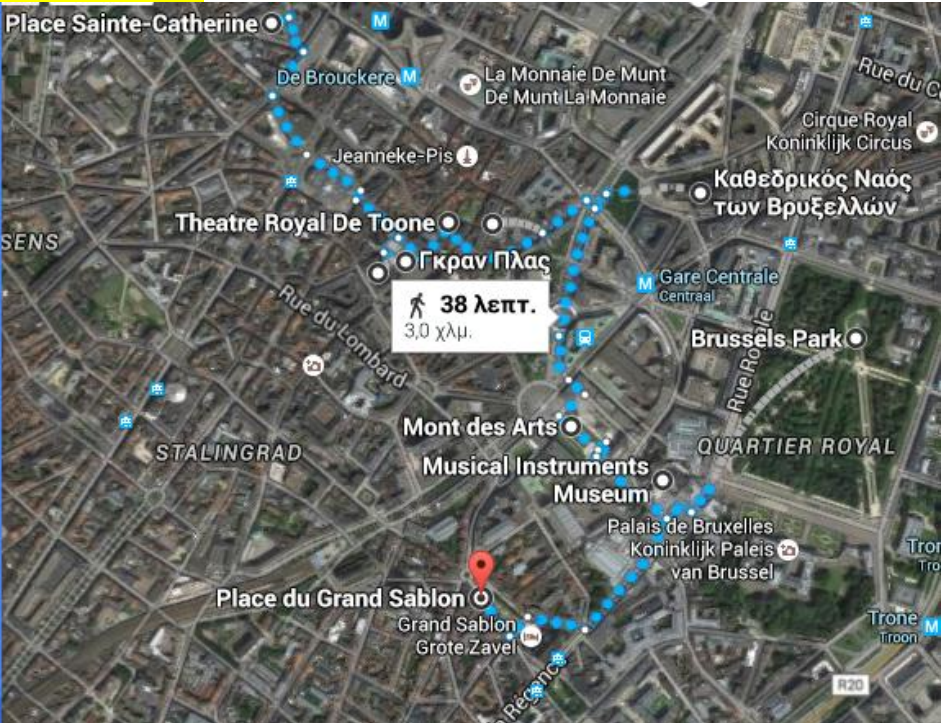 Place Sainte-Catherine
De Brouckere
La Monnaie De Munt
De Munt La Monnaie
Rue du C
Cirque Royal
Koninklijk Circus
Jeanneke-Pis
Καθεδρικός Ναός
των Βρυξελλών
Theatre Royal De Toone
SENS
Γκραν Πλας
Gare Centrale
Centraal
38 λεπτ.
3,0 χλμ.
Rue du Lombard
Brussels Park
Rue Royale
Mont des Arts
STALINGRAD
QUARTIER ROYAL
Musical Instruments
Museum
Palais de Bruxelles
Koninklijk Paleis
van Brussel
Tron
Tro
Place du Grand Sablon
Grand Sablon
Grote Zavel
Trone
Troon
Régence
R20